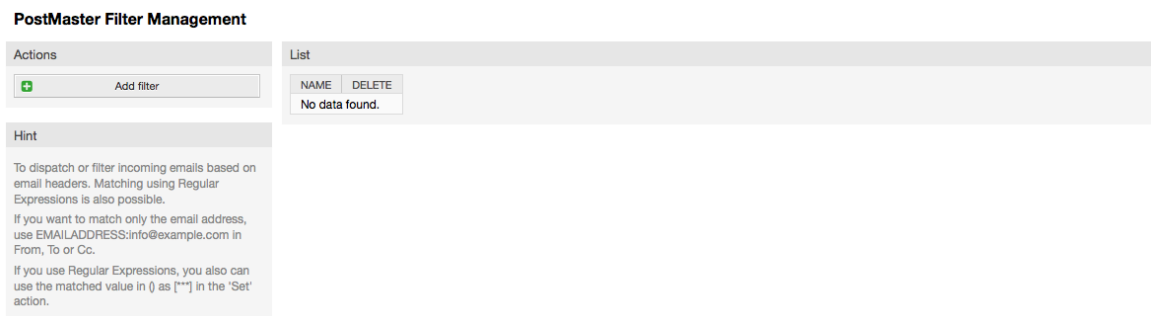 PostMaster Filter Management
Actions
Add filter
Hint
To dispatch or filter incoming emails based on
email headers. Matching using Regular
Expressions is also possible.
If you want to match only the email address,
use EMAILADDRESS:info@example.com in
From, To or Cc.
If you use Regular Expressions, you also can
use the matched value in () as [***] in the 'Set'
action.
List
NAME DELETE
No data found.